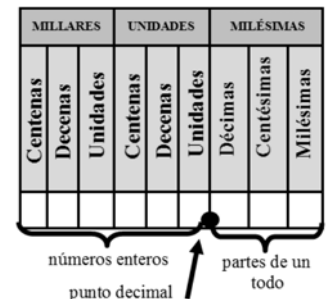 MILLARES UNIDADES MILÉSIMAS
Centenas Decenas Unidades Centenas Decenas Unidades Décimas Centésimas Milésimas
números enteros
partes de un
todo
punto decimal